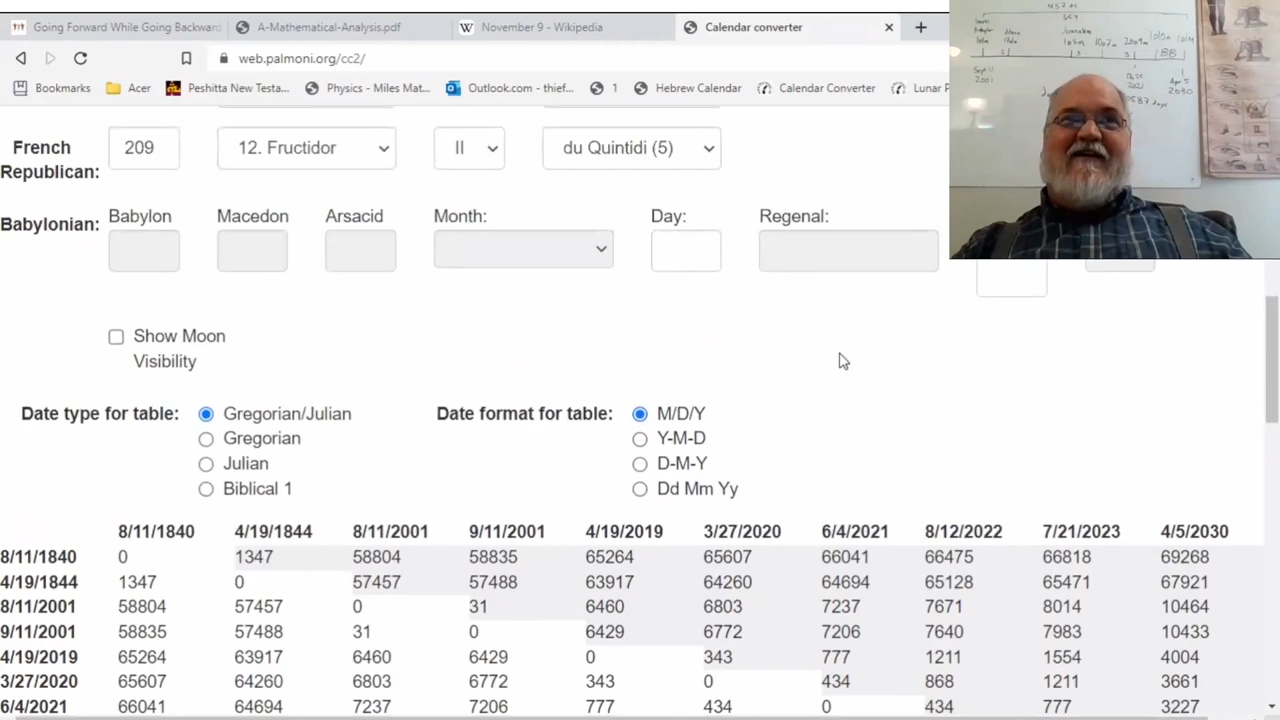 Going Forward While Going Backward
A-Mathematical-Analysis.pdf
November 9 - Wikipedia
Calendar converter
web.palmoni.org/cc2/
Bookmarks
Acer
Peshitta New Testa...
Physics - Miles Mat...
Outlook.com - thief...
1
Hebrew Calendar
Calendar Converter
Lunar P
French Republican:
209
12. Fructidor
II
du Quintidi (5)
Babylonian:
Babylon Macedon Arsacid Month: Day: Regenal:
Show Moon
Visibility
Date type for table:
Gregorian/Julian
Gregorian
Julian
Biblical 1
Date format for table:
M/D/Y
Y-M-D
D-M-Y
Dd Mm Yy
8/11/1840 4/19/1844 8/11/2001 9/11/2001 4/19/2019 3/27/2020 6/4/2021 8/12/2022 7/21/2023 4/5/2030
8/11/1840 0 1347 58804 58835 65264 65607 66041 66475 66818 69268
4/19/1844 1347 0 57457 57488 63917 64260 64694 65128 65471 67921
8/11/2001 58804 57457 0 31 6460 6803 7237 7671 8014 10464
9/11/2001 58835 57488 31 0 6429 6772 7206 7640 7983 10433
4/19/2019 65264 63917 6460 6429 0 343 777 1211 1554 4004
3/27/2020 65607 64260 6803 6772 343 0 434 868 1211 3661
6/4/2021 66041 64694 7237 7206 777 434 0 434 777 3227
Sept 11
2001
Apr 5
2030